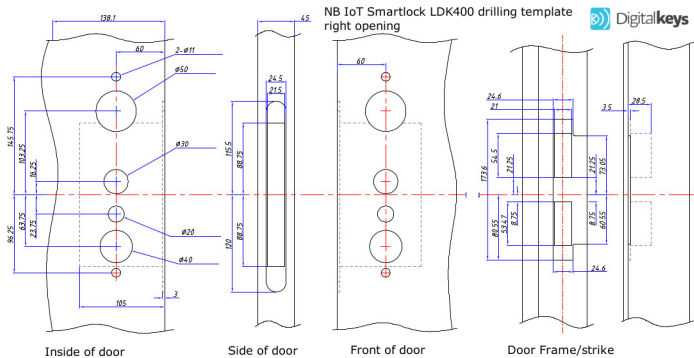 NB IoT Smartlock LDK400 drilling template
right opening
Digitalkeys
138.1
60
2-Ø11
Ø50
145.75
103.25
16.25
Ø30
96.25
63.75
23.75
Ø20
Ø40
3
105
Inside of door
45
24.5
21.5
115.5
88.75
120
88.75
Side of door
60
Front of door
24.6
21
173.6
54.5
21.25
21.25
73.05
80.55
53.47
8.75
8.75
60.55
24.6
3.5
28.5
Door Frame/strike